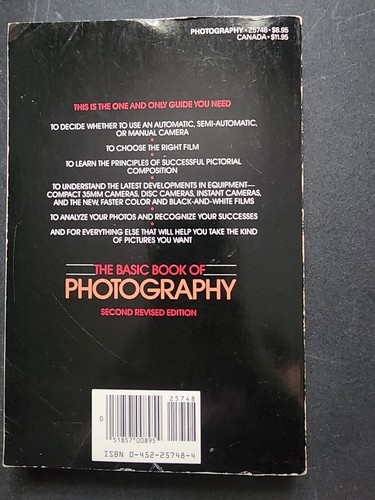 PHOTOGRAPHY • 25748 • $8.95
CANADA • $11.95
THIS IS THE ONE AND ONLY GUIDE YOU NEED
TO DECIDE WHETHER TO USE AN AUTOMATIC, SEMI-AUTOMATIC,
OR MANUAL CAMERA
•
TO CHOOSE THE RIGHT FILM
•
TO LEARN THE PRINCIPLES OF SUCCESSFUL PICTORIAL
COMPOSITION
•
TO UNDERSTAND THE LATEST DEVELOPMENTS IN EQUIPMENT—
COMPACT 35MM CAMERAS, DISC CAMERAS, INSTANT CAMERAS,
AND THE NEW, FASTER COLOR AND BLACK-AND-WHITE FILMS
•
TO ANALYZE YOUR PHOTOS AND RECOGNIZE YOUR SUCCESSES
•
AND FOR EVERYTHING ELSE THAT WILL HELP YOU TAKE THE KIND
OF PICTURES YOU WANT
THE BASIC BOOK OF
PHOTOGRAPHY
SECOND REVISED EDITION
25748
0
51857 00895
ISBN 0-452-25748-4